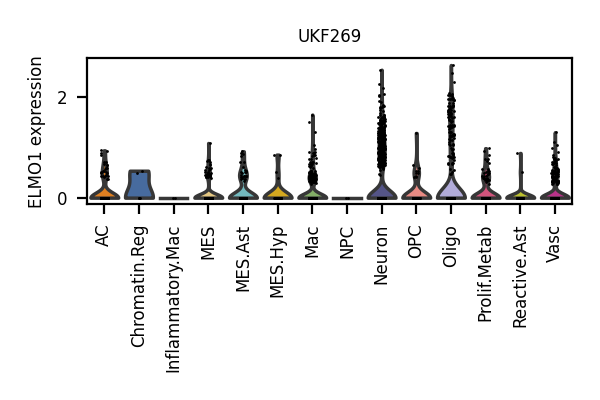 UKF269
ELMO1 expression
2
0
AC
Chromatin.Reg
Inflammatory.Mac
MES
MES.Ast
MES.Hyp
Mac
NPC
Neuron
OPC
Oligo
Prolif.Metab
Reactive.Ast
Vasc